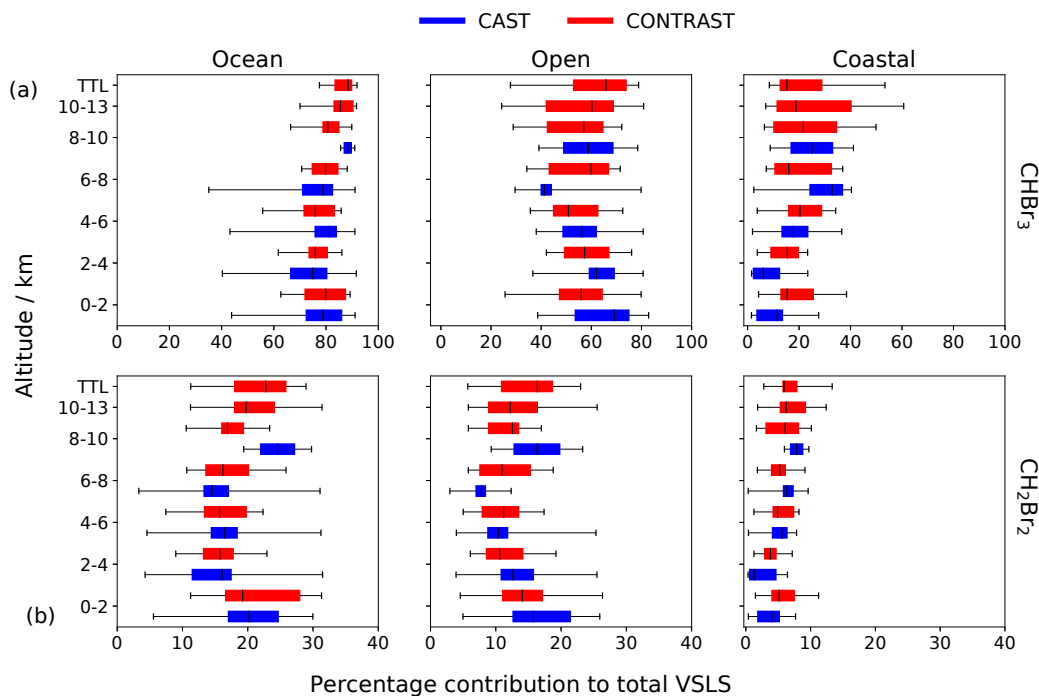 CAST CONTRAST
Ocean Open Coastal
(a)
TTL
10-13
8-10
6-8
4-6
2-4
0-2
CHBr3
0 20 40 60 80 100 0 20 40 60 80 100 0 20 40 60 80 100
Altitude / km
TTL
10-13
8-10
6-8
4-6
2-4
0-2
CH2Br2
(b)
0 10 20 30 40 0 10 20 30 40 0 10 20 30 40
Percentage contribution to total VSLS